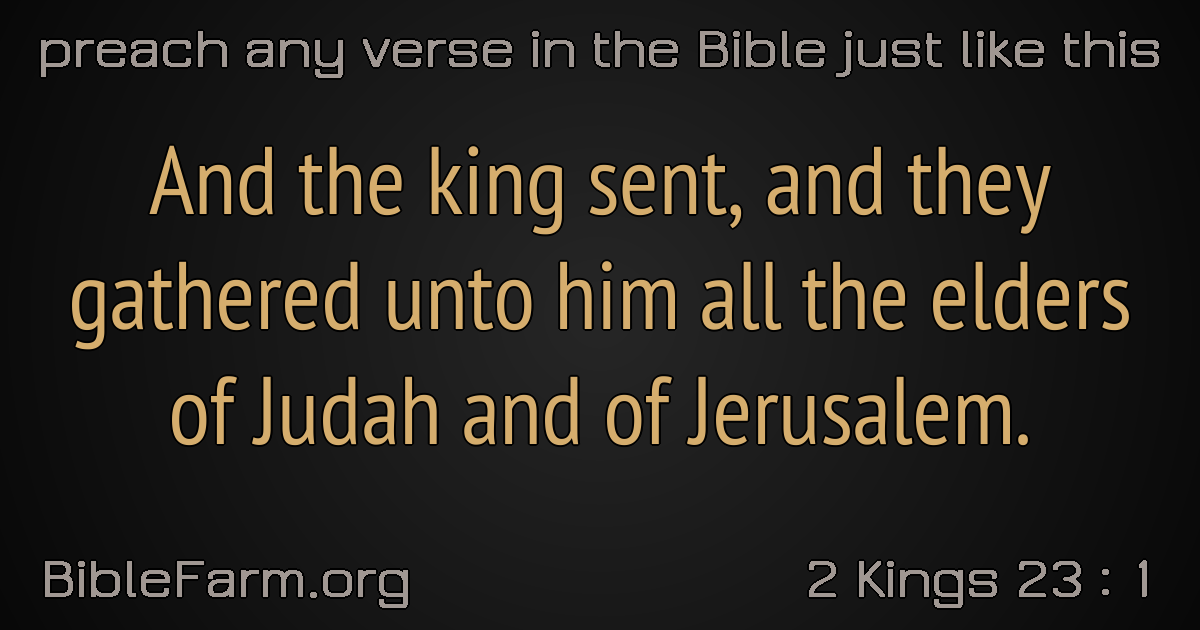 preach any verse in the Bible just like this
And the king sent, and they
gathered unto him all the elders
of Judah and of Jerusalem.
BibleFarm.org
2 Kings 23 : 1